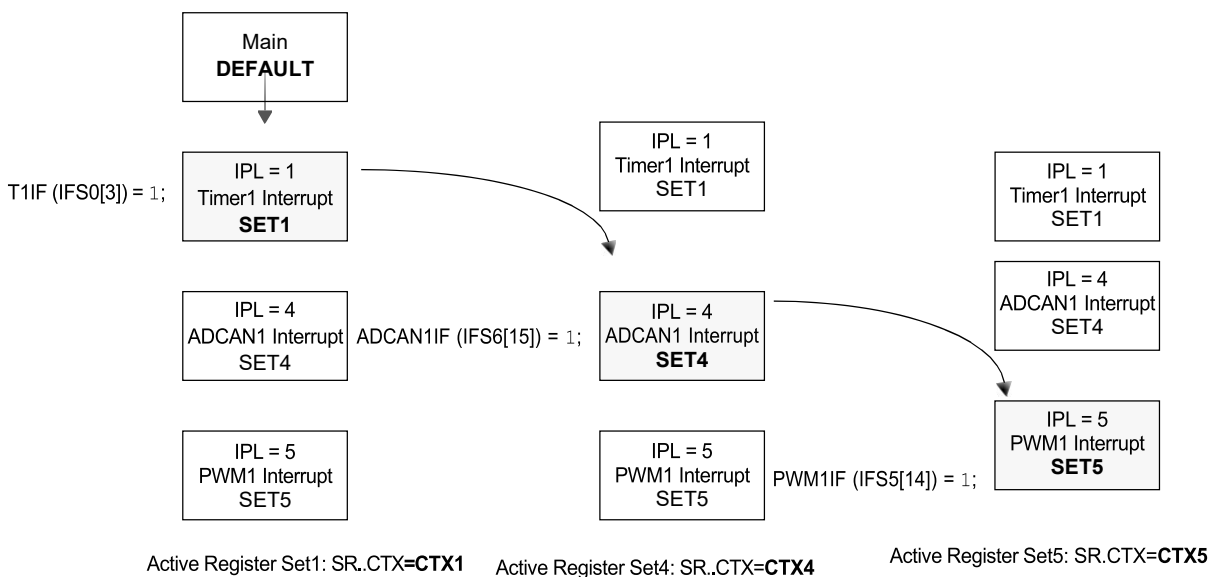 Main
DEFAULT
T1IF (IFS0[3]) = 1;
IPL = 1
Timer1 Interrupt
SET1
IPL = 4
ADCAN1 Interrupt
SET4
IPL = 5
PWM1 Interrupt
SET5
Active Register Set1: SR..CTX=CTX1
IPL = 1
Timer1 Interrupt
SET1
ADCAN1IF (IFS6[15]) = 1;
IPL = 4
ADCAN1 Interrupt
SET4
IPL = 5
PWM1 Interrupt
SET5
Active Register Set4: SR..CTX=CTX4
IPL = 1
Timer1 Interrupt
SET1
IPL = 4
ADCAN1 Interrupt
SET4
PWM1IF (IFS5[14]) = 1;
IPL = 5
PWM1 Interrupt
SET5
Active Register Set5: SR.CTX=CTX5